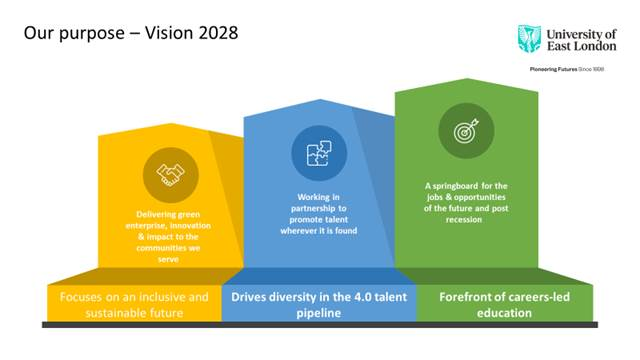 Our purpose – Vision 2028
University of
East London
Pioneering Futures Since 1898
Delivering green
enterprise, innovation
& impact to the
communities we
serve
Working in
partnership to
promote talent
wherever it is found
A springboard for the
jobs & opportunities
of the future and post
recession
Focuses on an inclusive and
sustainable future
Drives diversity in the 4.0 talent
pipeline
Forefront of careers-led
education